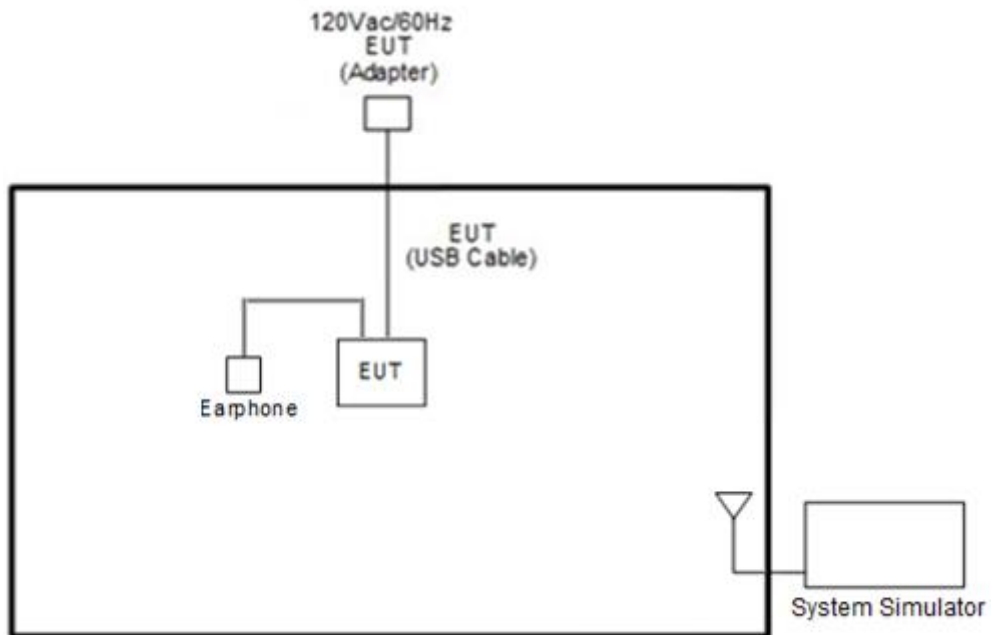 120Vac/60Hz
EUT
(Adapter)
EUT
(USB Cable)
EUT
Earphone
System Simulator